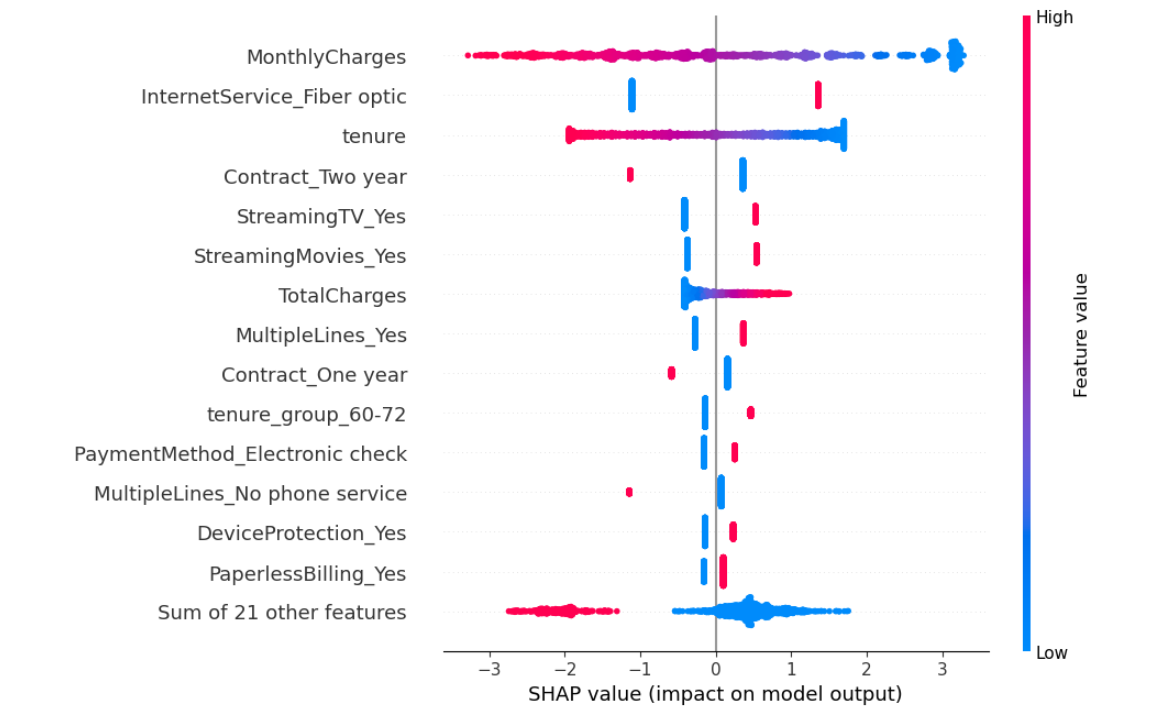 High
MonthlyCharges
InternetService_Fiber optic
tenure
Contract_Two year
StreamingTV_Yes
StreamingMovies_Yes
TotalCharges
MultipleLines_Yes
Contract_One year
tenure_group_60-72
PaymentMethod_Electronic check
MultipleLines_No phone service
DeviceProtection_Yes
PaperlessBilling_Yes
Sum of 21 other features
Feature value
Low
−3 −2 −1 0 1 2 3
SHAP value (impact on model output)